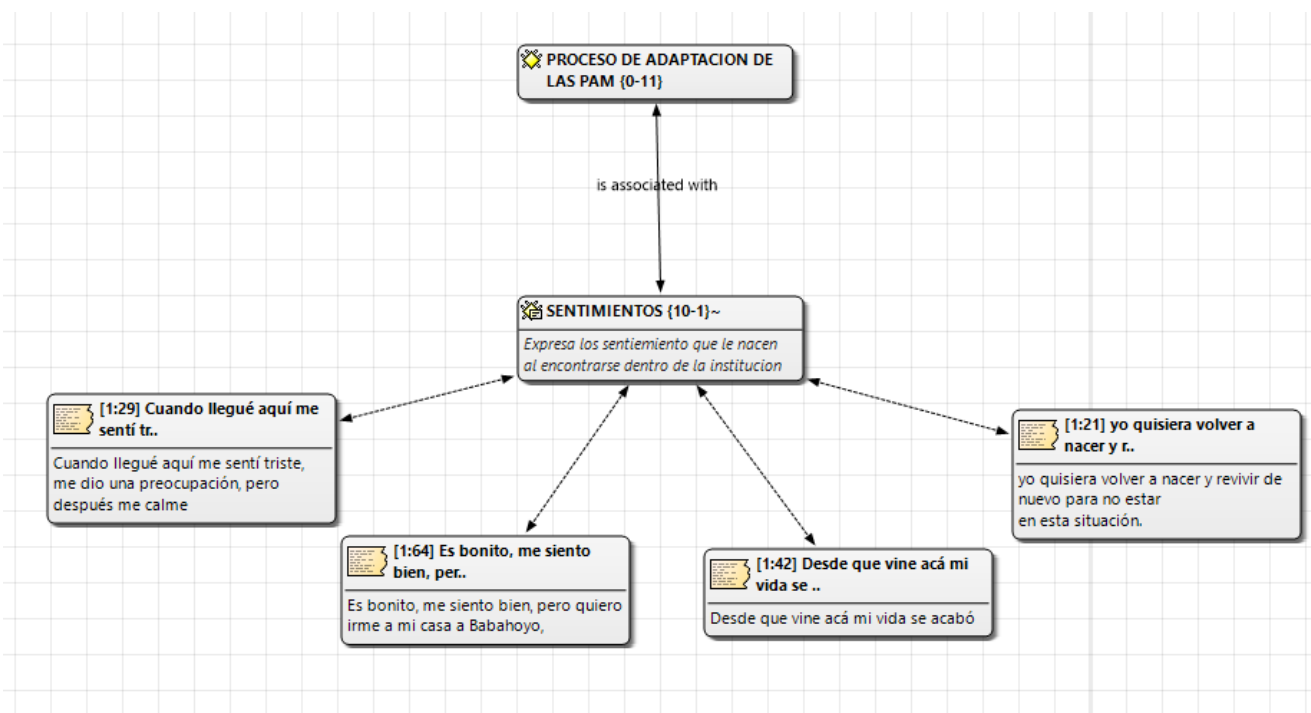 PROCESO DE ADAPTACION DE
LAS PAM {0-11}
is associated with
SENTIMIENTOS {10-1}~
Expresa los sentiemiento que le nacen
al encontrarse dentro de la institucion
[1:29] Cuando llegué aquí me
sentí tr..
Cuando llegué aquí me sentí triste,
me dio una preocupación, pero
después me calme
[1:64] Es bonito, me siento
bien, per..
Es bonito, me siento bien, pero quiero
irme a mi casa a Babahoyo,
[1:42] Desde que vine acá mi
vida se ..
Desde que vine acá mi vida se acabó
[1:21] yo quisiera volver a
nacer y r..
yo quisiera volver a nacer y revivir de
nuevo para no estar
en esta situación.